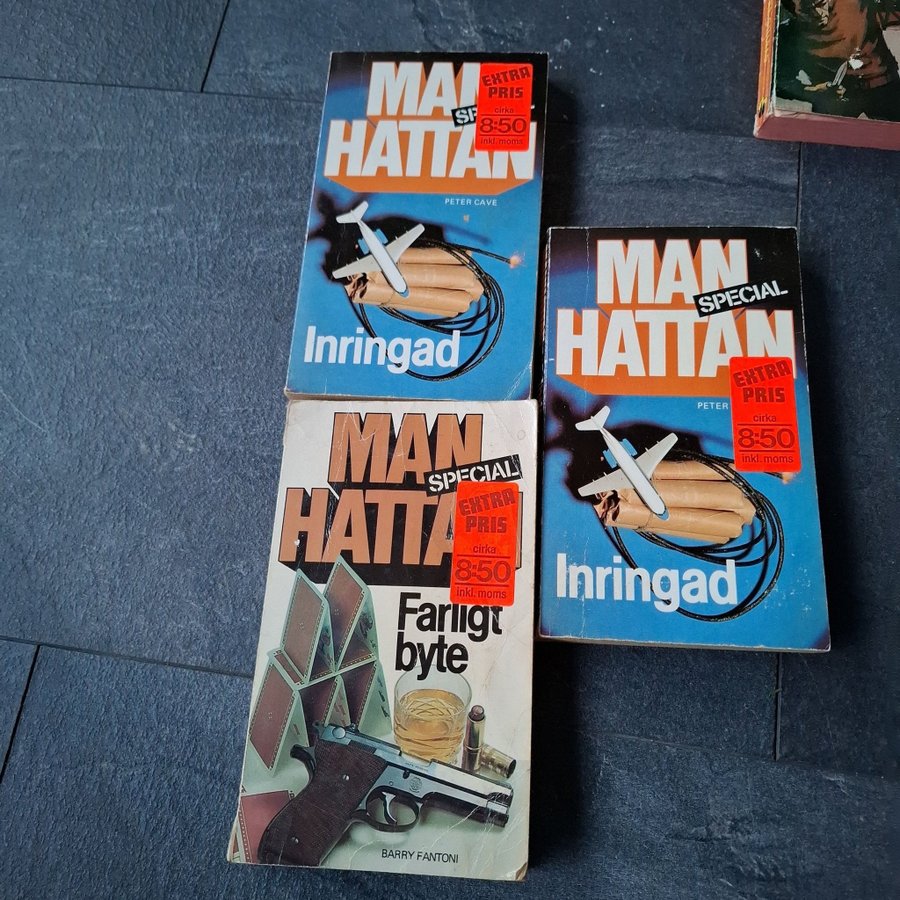 MAN
SPECIAL
HATTAN
EXTRA
PRIS
cirka
8:50
inkl. moms
PETER CAVE
Inringad
MAN
SPECIAL
HATTAN
EXTRA
PRIS
cirka
8:50
inkl. moms
PETER
Inringad
MAN
SPECIAL
HATTAN
EXTRA
PRIS
cirka
8:50
inkl. moms
Farligt
byte
BARRY FANTONI